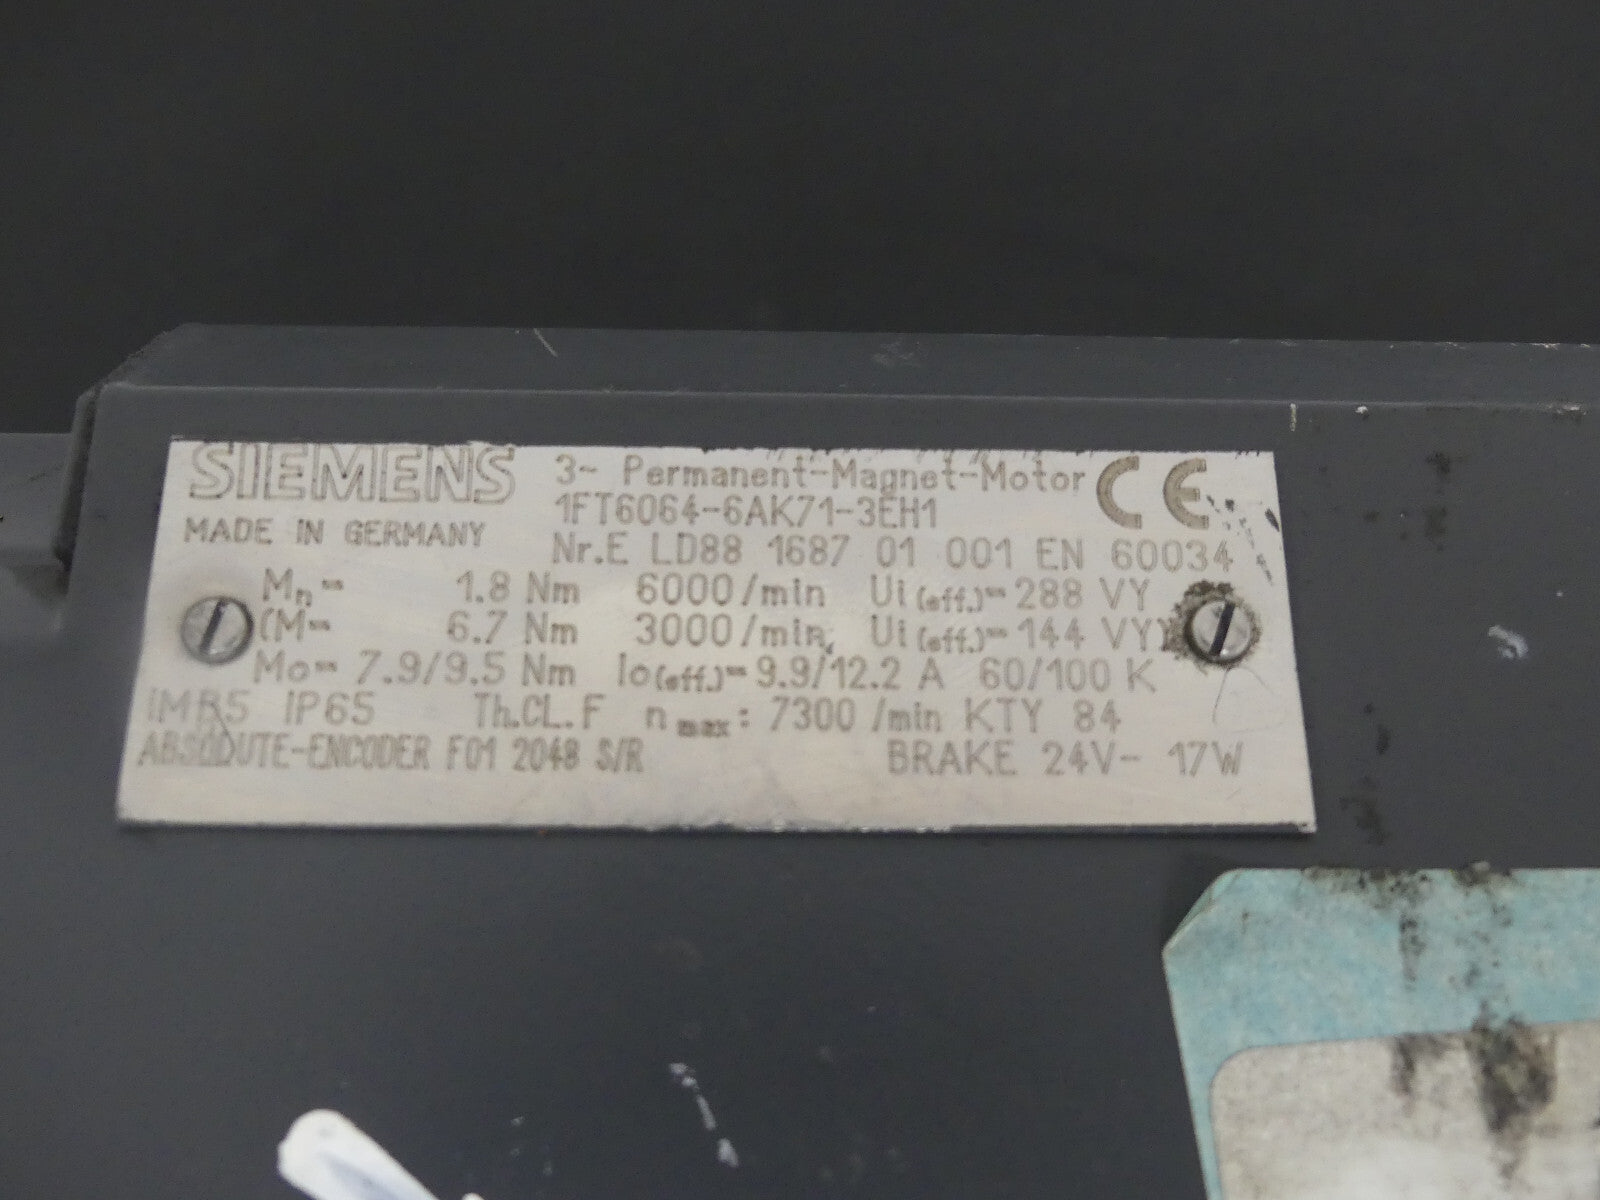 SIEMENS 3~ Permanent-Magnet-Motor CE
1FT6064-6AK71-3EH1
MADE IN GERMANY
Nr.E LD88 1687 01 001 EN 60034
Mn= 1.8 Nm 6000/min Ui(eff.)= 288 VY
(M= 6.7 Nm 3000/min, Ui(eff.)= 144 VY)
Mo= 7.9/9.5 Nm Io(eff.)= 9.9/12.2 A 60/100 K
IMB5 IP65 Th.CL.F nmax: 7300 /min KTY 84
ABSOLUTE-ENCODER F01 2048 S/R BRAKE 24V- 17W